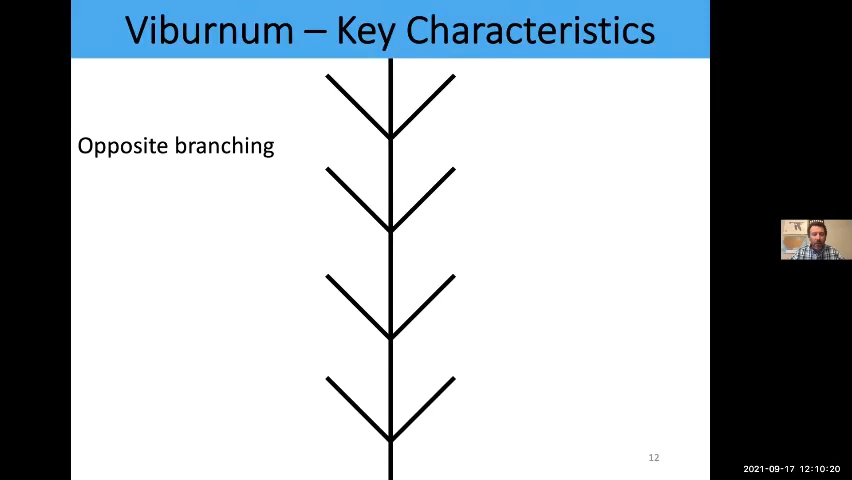 Viburnum – Key Characteristics
Opposite branching
12
2021-09-17 12:10:20